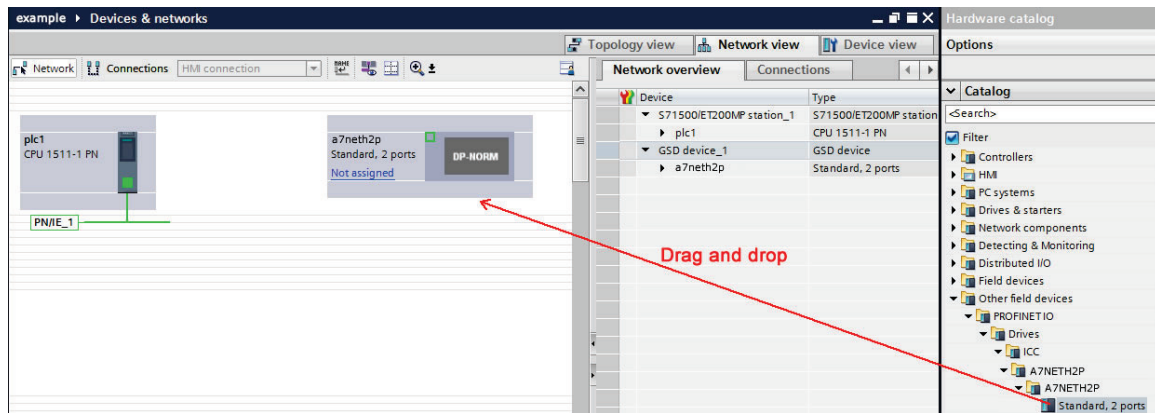 example ▸ Devices & networks
Topology view
Network view
Device view
Network
Connections
HMI connection
plc1
CPU 1511-1 PN
PN/IE_1
a7neth2p
Standard, 2 ports
Not assigned
DP-NORM
Network overview
Connections
Device
Type
S71500/ET200MP station_1
S71500/ET200MP station
plc1
CPU 1511-1 PN
GSD device_1
GSD device
a7neth2p
Standard, 2 ports
Drag and drop
Hardware catalog
Options
Catalog
<Search>
Filter
Controllers
HMI
PC systems
Drives & starters
Network components
Detecting & Monitoring
Distributed I/O
Field devices
Other field devices
PROFINET IO
Drives
ICC
A7NETH2P
A7NETH2P
Standard, 2 ports